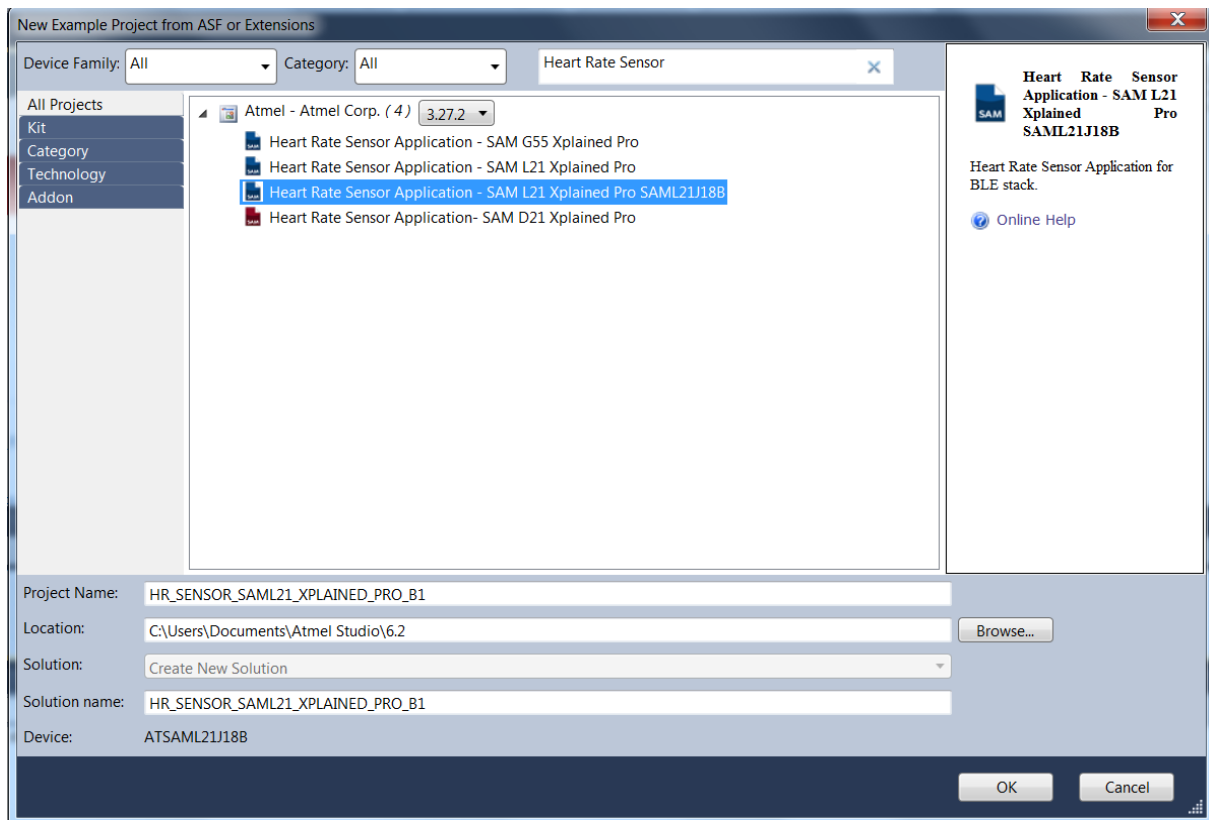 New Example Project from ASF or Extensions
Device Family: All Category: All Heart Rate Sensor
All Projects
Kit
Category
Technology
Addon
Atmel - Atmel Corp. (4) 3.27.2
Heart Rate Sensor Application - SAM G55 Xplained Pro
Heart Rate Sensor Application - SAM L21 Xplained Pro
Heart Rate Sensor Application - SAM L21 Xplained Pro SAML21J18B
Heart Rate Sensor Application- SAM D21 Xplained Pro
SAM
Heart Rate Sensor
Application - SAM L21
Xplained Pro
SAML21J18B
Heart Rate Sensor Application for
BLE stack.
Online Help
Project Name: HR_SENSOR_SAML21_XPLAINED_PRO_B1
Location: C:\Users\Documents\Atmel Studio\6.2 Browse...
Solution: Create New Solution
Solution name: HR_SENSOR_SAML21_XPLAINED_PRO_B1
Device: ATSAML21J18B
OK Cancel